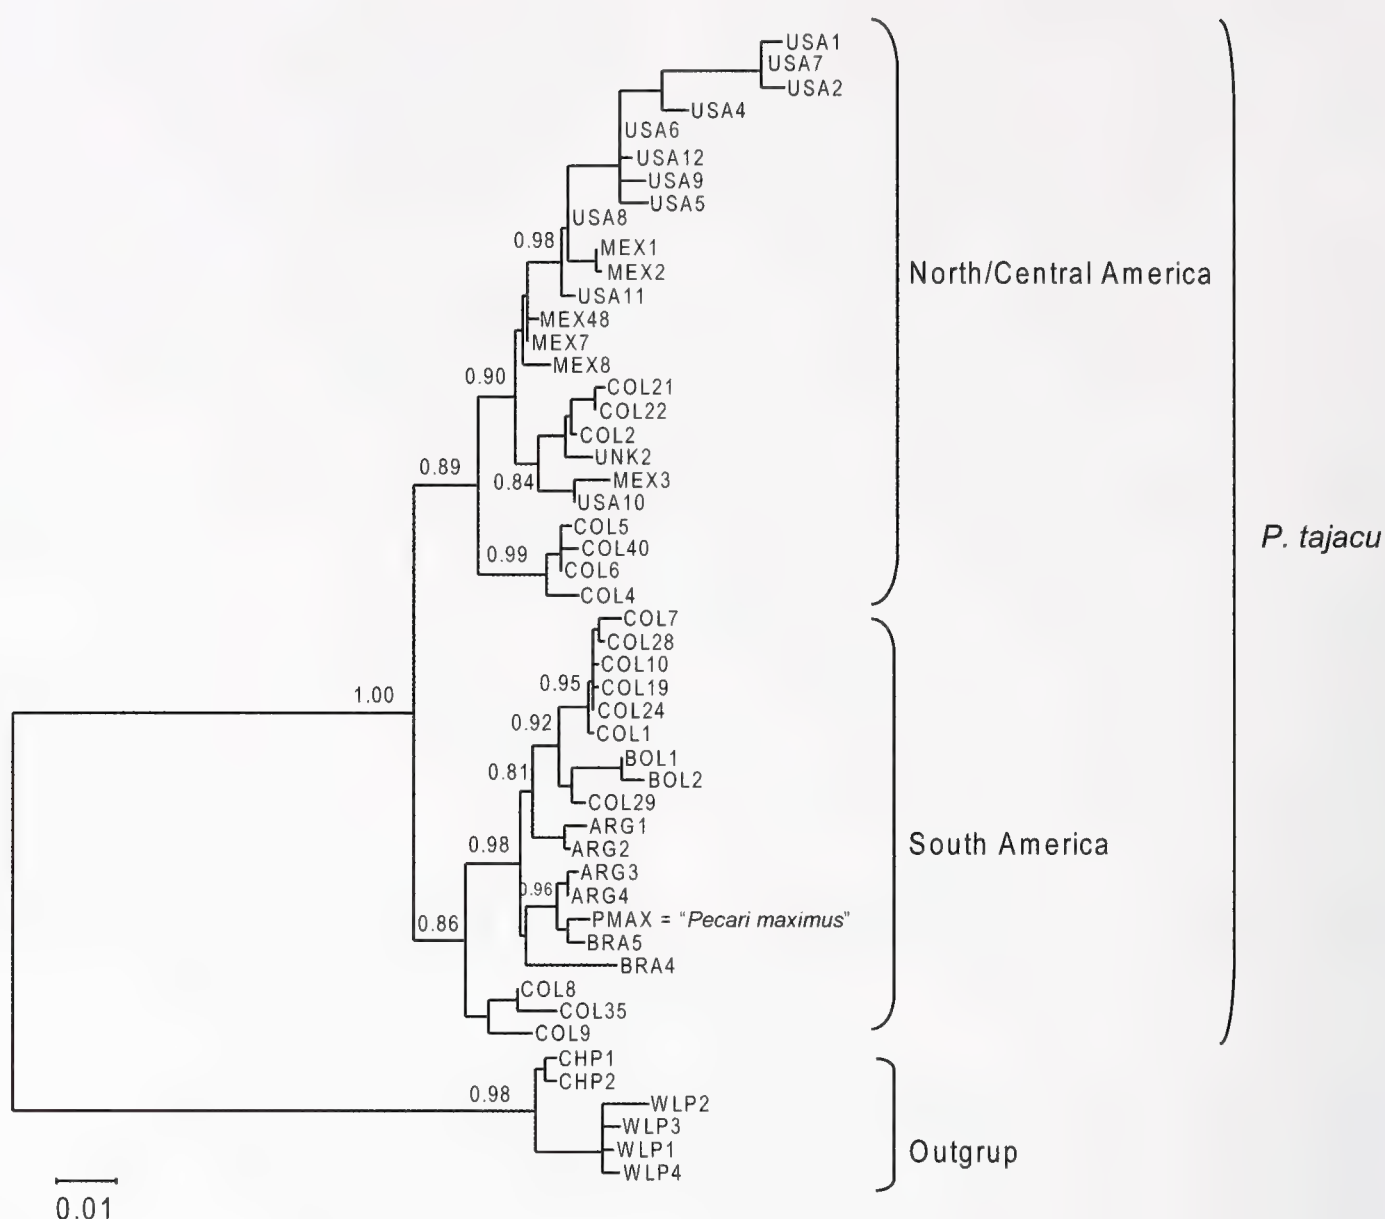 USA1
USA7
USA2
USA4
USA6
USA12
USA9
USA5
USA8
0.98
MEX1
MEX2
North/Central America
USA11
MEX48
MEX7
MEX8
0.90
COL21
COL22
COL2
UNK2
0.89
0.84
MEX3
USA10
COL5
P. tajacu
0.99
COL40
COL6
COL4
COL7
COL28
COL10
0.95
COL19
1.00
COL24
0.92
COL1
BOL1
0.81
BOL2
COL29
ARG1
0.98
ARG2
South America
ARG3
0.96
ARG4
PMAX = "Pecari maximus"
0.86
BRA5
BRA4
COL8
COL35
COL9
CHP1
CHP2
0.98
WLP2
WLP3
WLP1
Outgrup
WLP4
0.01